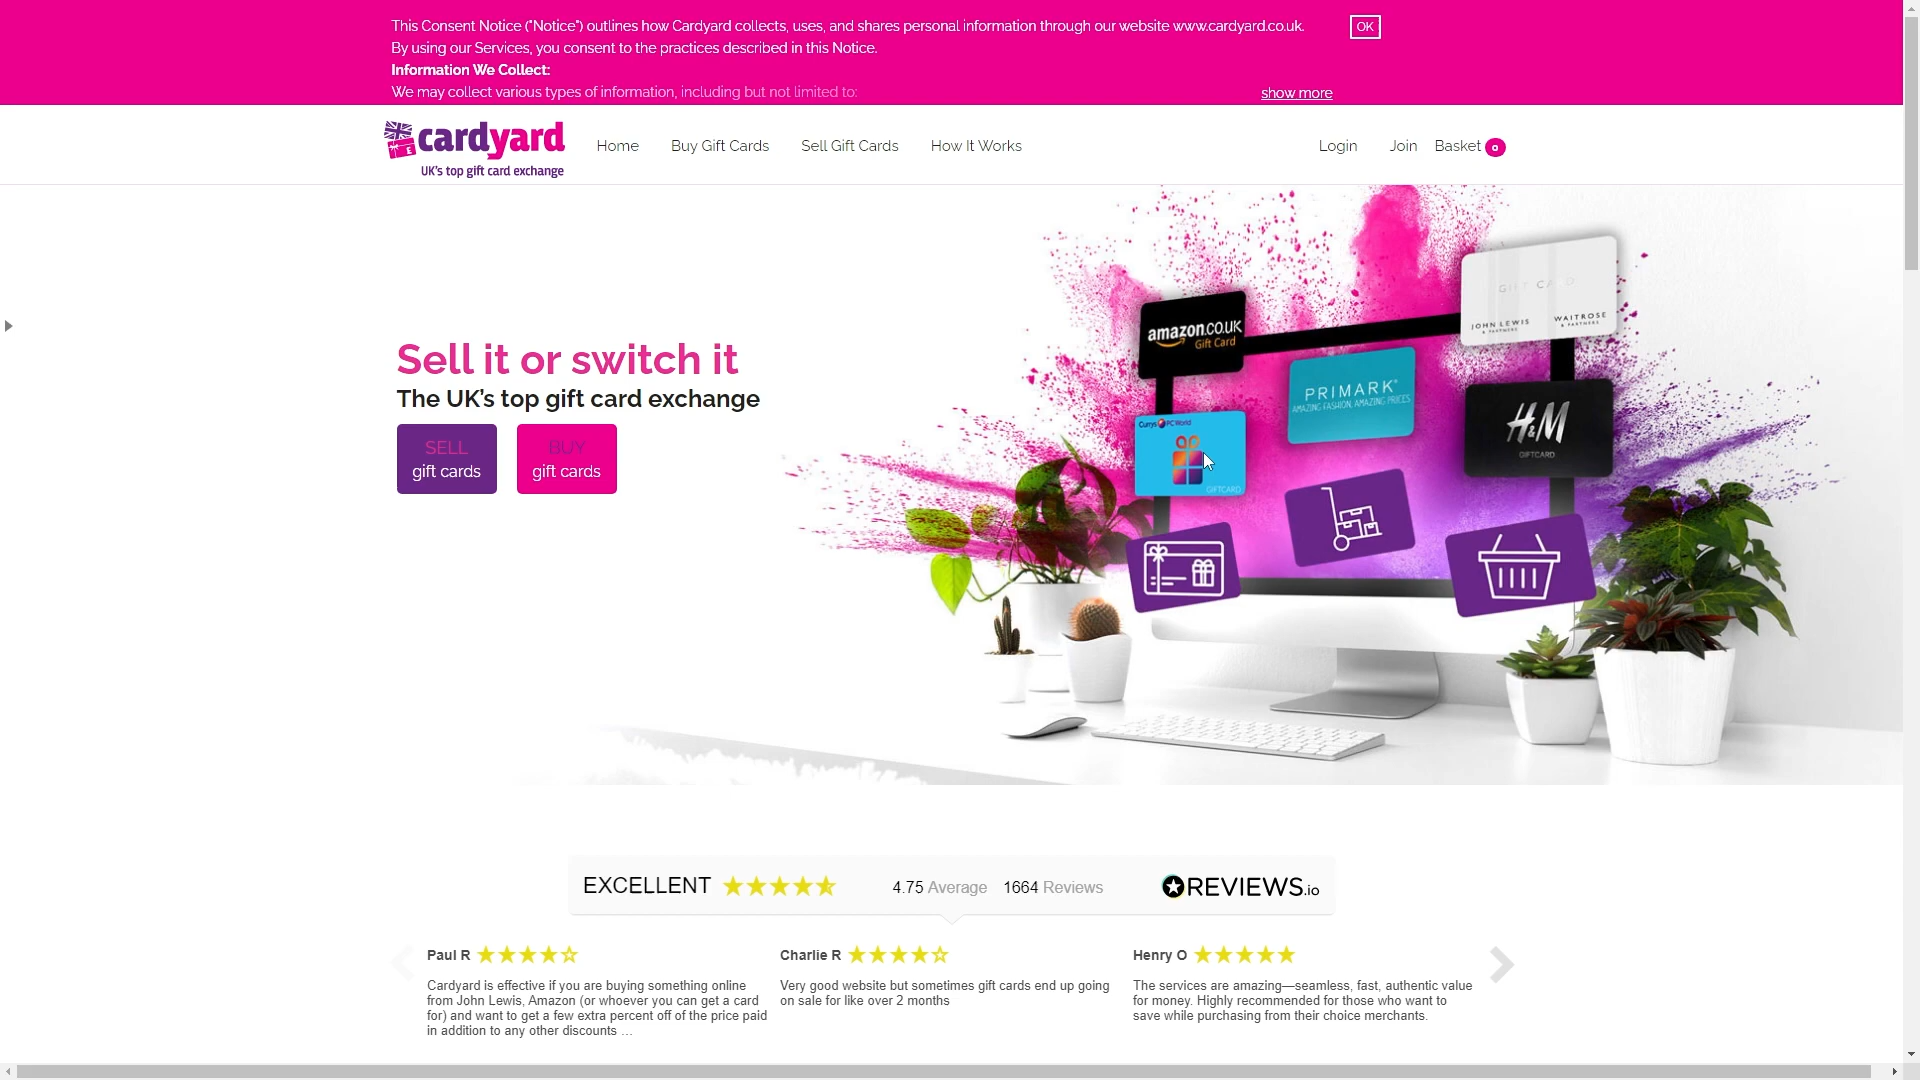 This Consent Notice ("Notice") outlines how Cardyard collects, uses, and shares personal information through our website www.cardyard.co.uk.
OK
By using our Services, you consent to the practices described in this Notice.
Information We Collect:
We may collect various types of information, including but not limited to:
show more
cardyard
UK's top gift card exchange
Home
Buy Gift Cards
Sell Gift Cards
How It Works
Login
Join
Basket 0
Sell it or switch it
The UK's top gift card exchange
SELL
gift cards
BUY
gift cards
amazon.co.uk
Gift Card
GIFT CARD
JOHN LEWIS
& PARTNERS
WAITROSE
& PARTNERS
PRIMARK
AMAZING FASHION, AMAZING PRICES
Currys PC World
GIFTCARD
H&M
GIFTCARD
EXCELLENT
4.75 Average
1664 Reviews
REVIEWS.io
Paul R
Cardyard is effective if you are buying something online
from John Lewis, Amazon (or whoever you can get a card
for) and want to get a few extra percent off of the price paid
in addition to any other discounts ...
Charlie R
Very good website but sometimes gift cards end up going
on sale for like over 2 months
Henry O
The services are amazing—seamless, fast, authentic value
for money. Highly recommended for those who want to
save while purchasing from their choice merchants.